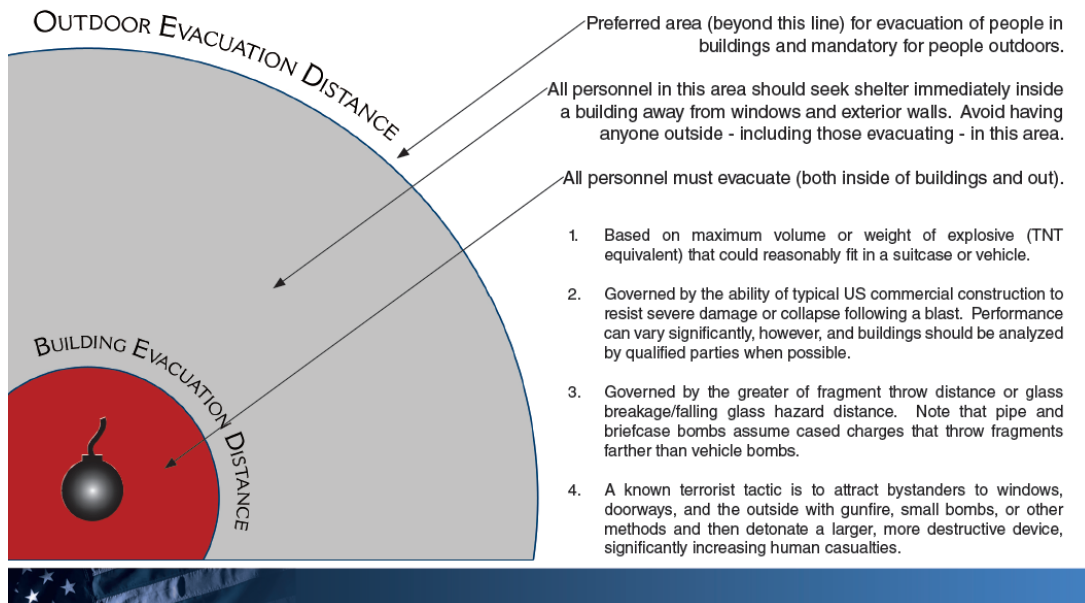 OUTDOOR EVACUATION DISTANCE
Preferred area (beyond this line) for evacuation of people in
buildings and mandatory for people outdoors.
All personnel in this area should seek shelter immediately inside
a building away from windows and exterior walls. Avoid having
anyone outside - including those evacuating - in this area.
All personnel must evacuate (both inside of buildings and out).
BUILDING EVACUATION DISTANCE
1. Based on maximum volume or weight of explosive (TNT
equivalent) that could reasonably fit in a suitcase or vehicle.
2. Governed by the ability of typical US commercial construction to
resist severe damage or collapse following a blast. Performance
can vary significantly, however, and buildings should be analyzed
by qualified parties when possible.
3. Governed by the greater of fragment throw distance or glass
breakage/falling glass hazard distance. Note that pipe and
briefcase bombs assume cased charges that throw fragments
farther than vehicle bombs.
4. A known terrorist tactic is to attract bystanders to windows,
doorways, and the outside with gunfire, small bombs, or other
methods and then detonate a larger, more destructive device,
significantly increasing human casualties.